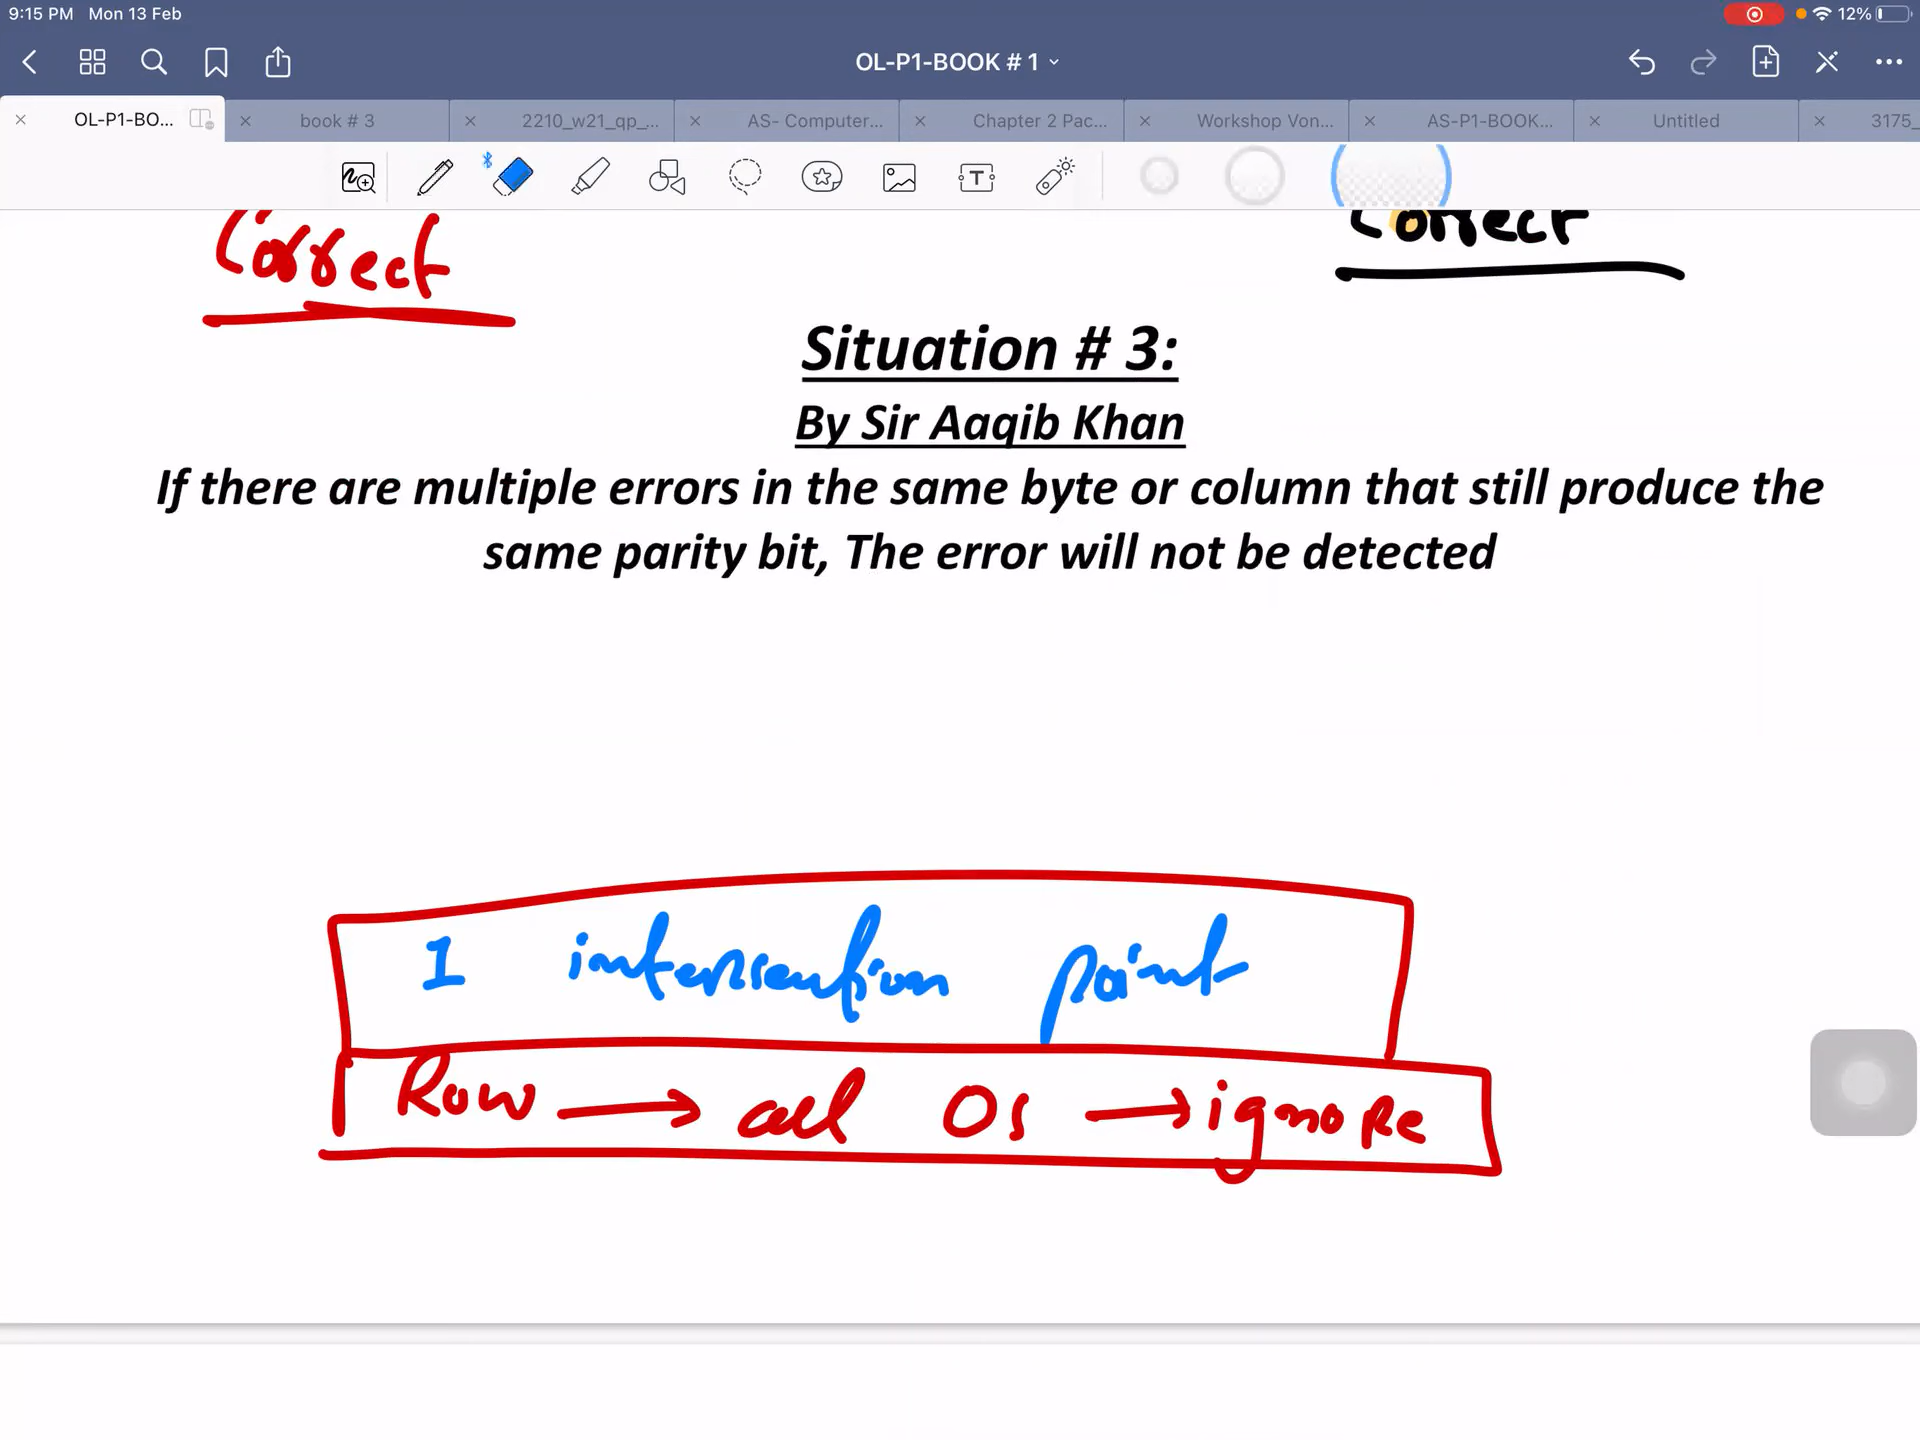 9:15 PM Mon 13 Feb
12%
OL-P1-BOOK # 1
OL-P1-BO...
book # 3
2210_w21_qp_...
AS- Computer...
Chapter 2 Pac...
Workshop Von...
AS-P1-BOOK...
Untitled
3175_
T
Correct
Correct
Situation # 3:
By Sir Aaqib Khan
If there are multiple errors in the same byte or column that still produce the
same parity bit, The error will not be detected
1 intersection point
Row → all 0s → ignore